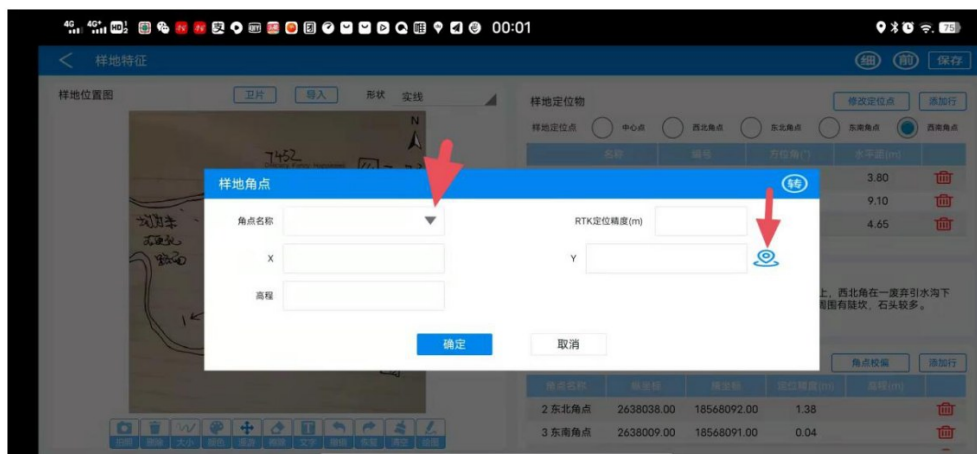 4G 4G+ HD 00:01 75
样地特征 细 前 保存
样地位置图 卫片 导入 形状 实线
样地定位物 修改定位点 添加行
样地定位点 中心点 西北角点 东北角点 东南角点 西南角点
名称 编号 方位角(°) 水平距(m)
3.80
9.10
4.65
N
7452
样地角点 转
角点名称 RTK定位精度(m)
X Y
高程
确定 取消
上，西北角在一废弃引水沟下
周围有陡坎，石头较多。
角点校偏 添加行
角点名称 纵坐标 横坐标 定位精度(m) 高程(m)
2 东北角点 2638038.00 18568092.00 1.38
3 东南角点 2638009.00 18568091.00 0.04
拍照 删除 大小 颜色 漫游 擦除 文字 撤销 恢复 清空 绘图